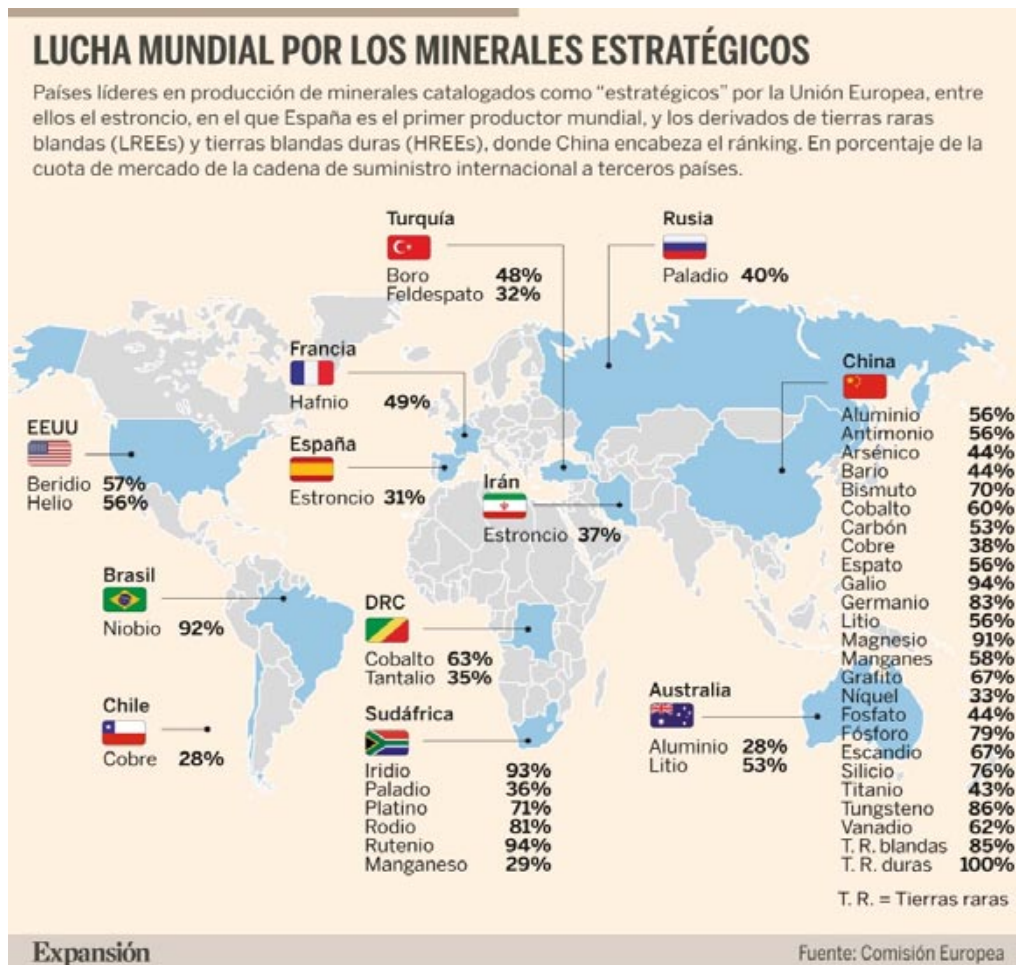 LUCHA MUNDIAL POR LOS MINERALES ESTRATÉGICOS
Países líderes en producción de minerales catalogados como “estratégicos” por la Unión Europea, entre
ellos el estroncio, en el que España es el primer productor mundial, y los derivados de tierras raras
blandas (LREEs) y tierras blandas duras (HREEs), donde China encabeza el ránking. En porcentaje de la
cuota de mercado de la cadena de suministro internacional a terceros países.
Turquía
Boro 48%
Feldespato 32%
Rusia
Paladio 40%
Francia
Hafnio 49%
EEUU
Beridio 57%
Helio 56%
España
Estroncio 31%
Irán
Estroncio 37%
China
Aluminio 56%
Antimonio 56%
Arsénico 44%
Bario 44%
Bismuto 70%
Cobalto 60%
Carbón 53%
Cobre 38%
Espato 56%
Galio 94%
Germanio 83%
Litio 56%
Magnesio 91%
Manganes 58%
Grafito 67%
Níquel 33%
Fosfato 44%
Fósforo 79%
Escandio 67%
Silicio 76%
Titanio 43%
Tungsteno 86%
Vanadio 62%
T. R. blandas 85%
T. R. duras 100%
T. R. = Tierras raras
Brasil
Niobio 92%
DRC
Cobalto 63%
Tantalio 35%
Chile
Cobre 28%
Sudáfrica
Iridio 93%
Paladio 36%
Platino 71%
Rodio 81%
Rutenio 94%
Manganeso 29%
Australia
Aluminio 28%
Litio 53%
Expansión
Fuente: Comisión Europea